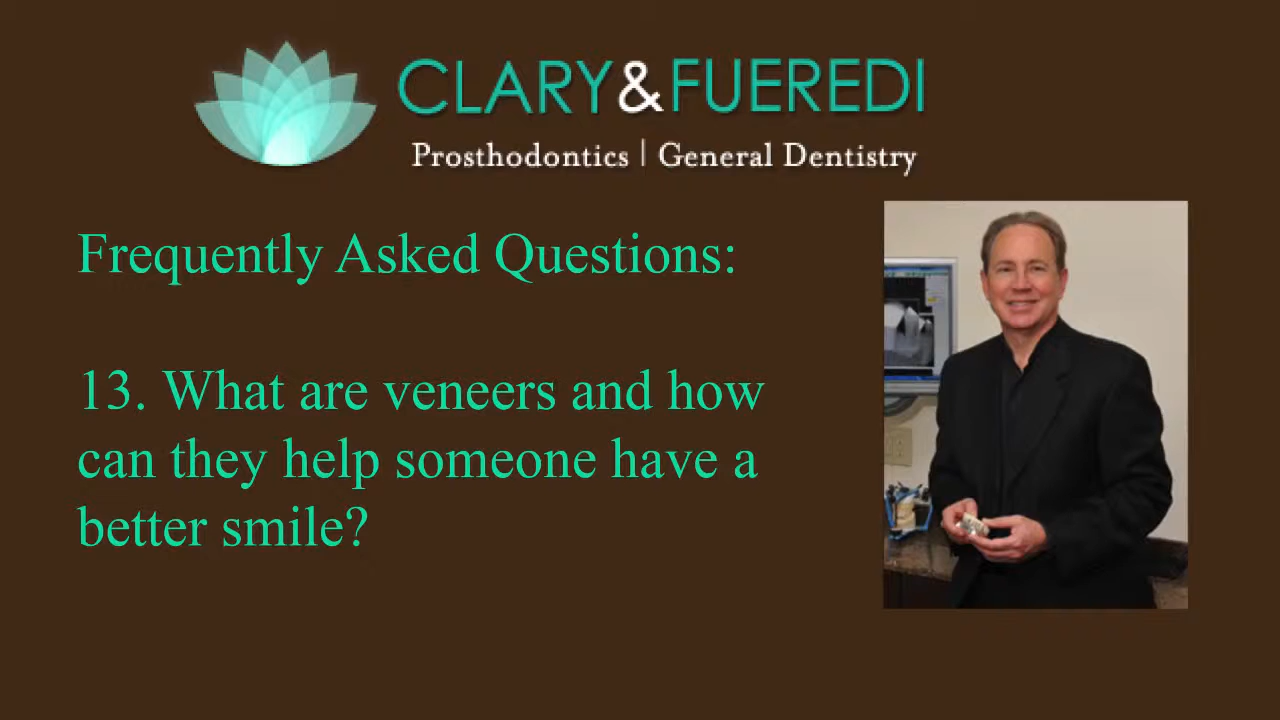 CLARY&FUEREDI
Prosthodontics | General Dentistry
Frequently Asked Questions:
13. What are veneers and how
can they help someone have a
better smile?